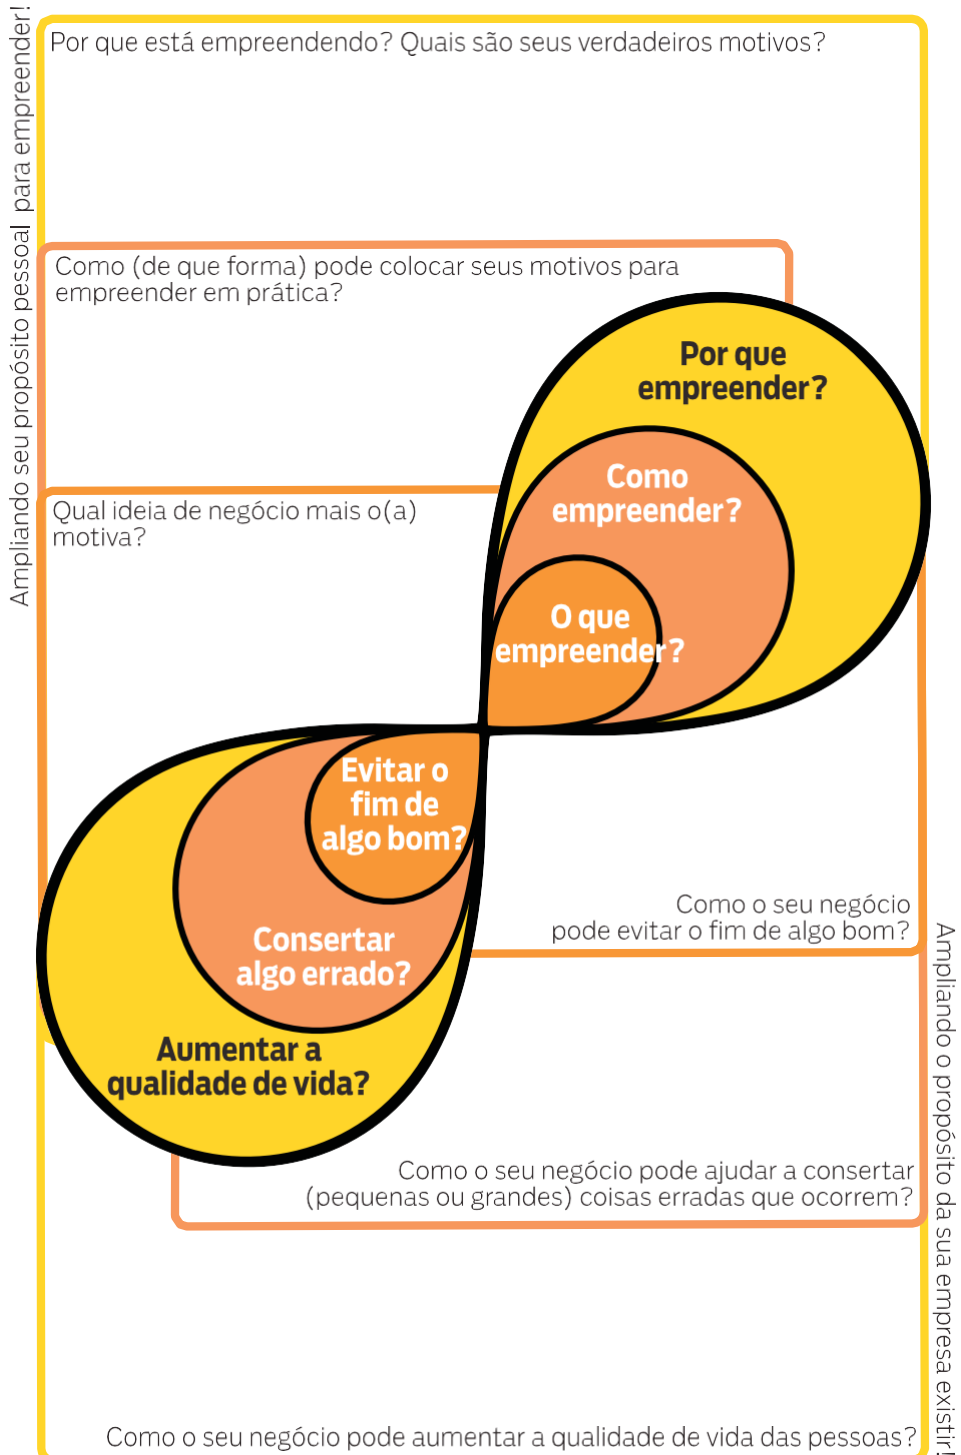 Ampliando seu propósito pessoal para empreender!
Por que está empreendendo? Quais são seus verdadeiros motivos?
Como (de que forma) pode colocar seus motivos para
empreender em prática?
Qual ideia de negócio mais o(a)
motiva?
Por que
empreender?
Como
empreender?
O que
empreender?
Evitar o
fim de
algo bom?
Consertar
algo errado?
Aumentar a
qualidade de vida?
Como o seu negócio
pode evitar o fim de algo bom?
Como o seu negócio pode ajudar a consertar
(pequenas ou grandes) coisas erradas que ocorrem?
Como o seu negócio pode aumentar a qualidade de vida das pessoas?
Ampliando o propósito da sua empresa existir!